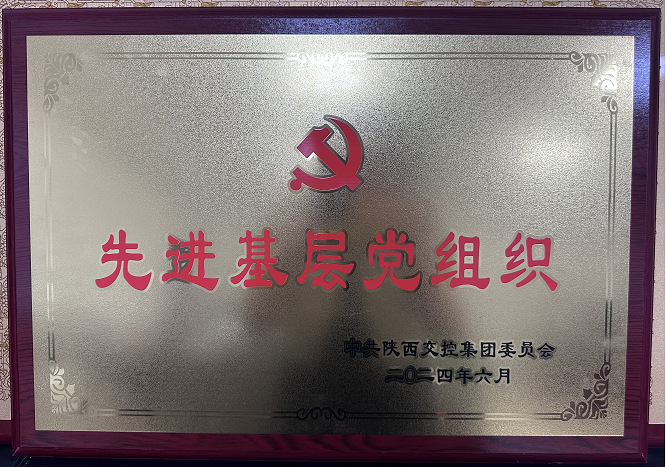 先进基层党组织
中共陕西交控集团委员会
二〇二四年六月